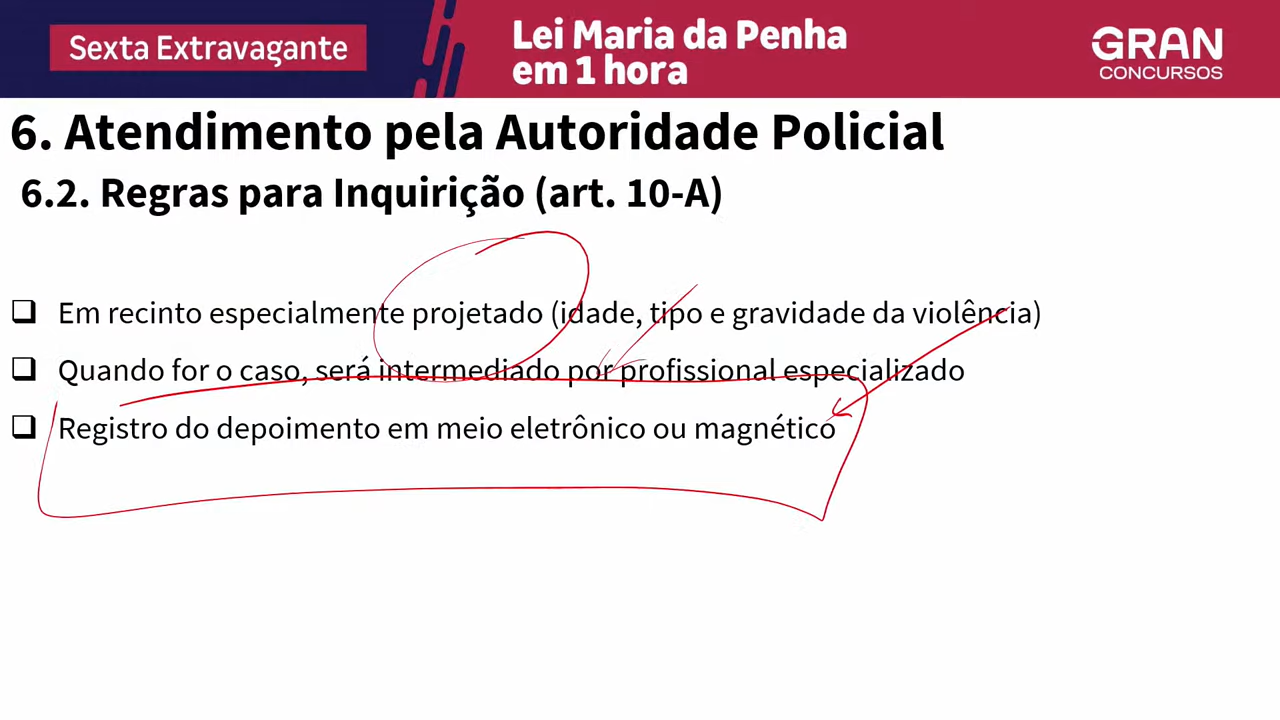 Sexta Extravagante
Lei Maria da Penha
em 1 hora
GRAN
CONCURSOS
6. Atendimento pela Autoridade Policial
6.2. Regras para Inquirição (art. 10-A)
Em recinto especialmente projetado (idade, tipo e gravidade da violência)
Quando for o caso, será intermediado por profissional especializado
Registro do depoimento em meio eletrônico ou magnético